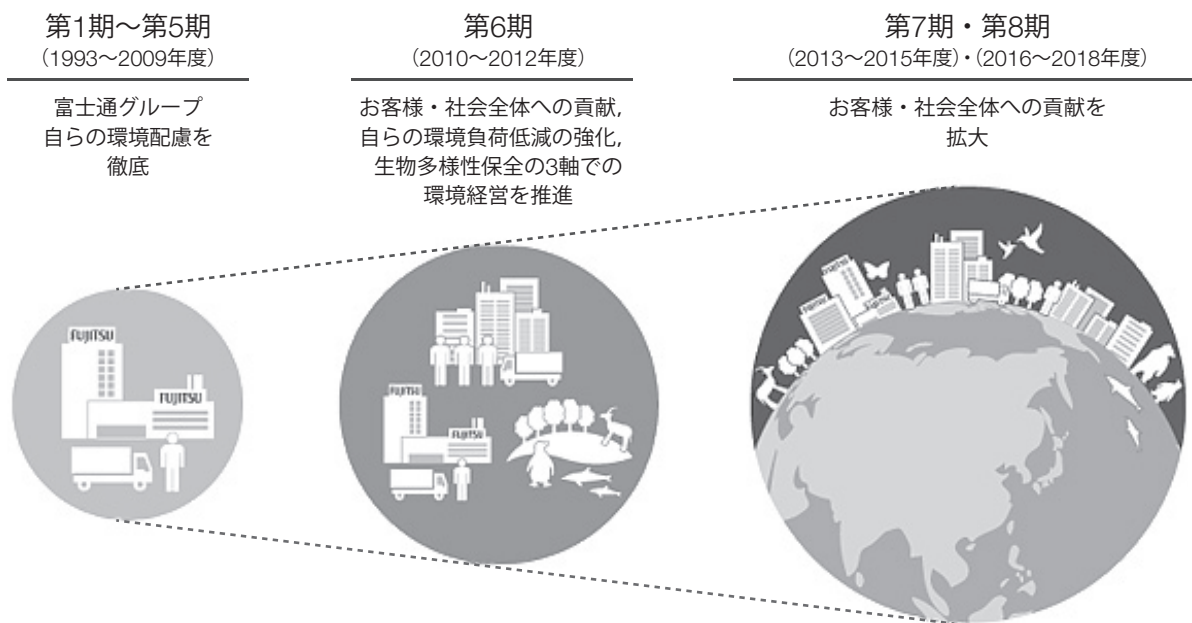 第1期～第5期
（1993～2009年度）
富士通グループ
自らの環境配慮を
徹底
第6期
（2010～2012年度）
お客様・社会全体への貢献,
自らの環境負荷低減の強化,
生物多様性保全の3軸での
環境経営を推進
第7期・第8期
（2013～2015年度）・（2016～2018年度）
お客様・社会全体への貢献を
拡大
FUJITSU
FUJITSU
FUJITSU
FUJITSU
FUJITSU
FUJITSU